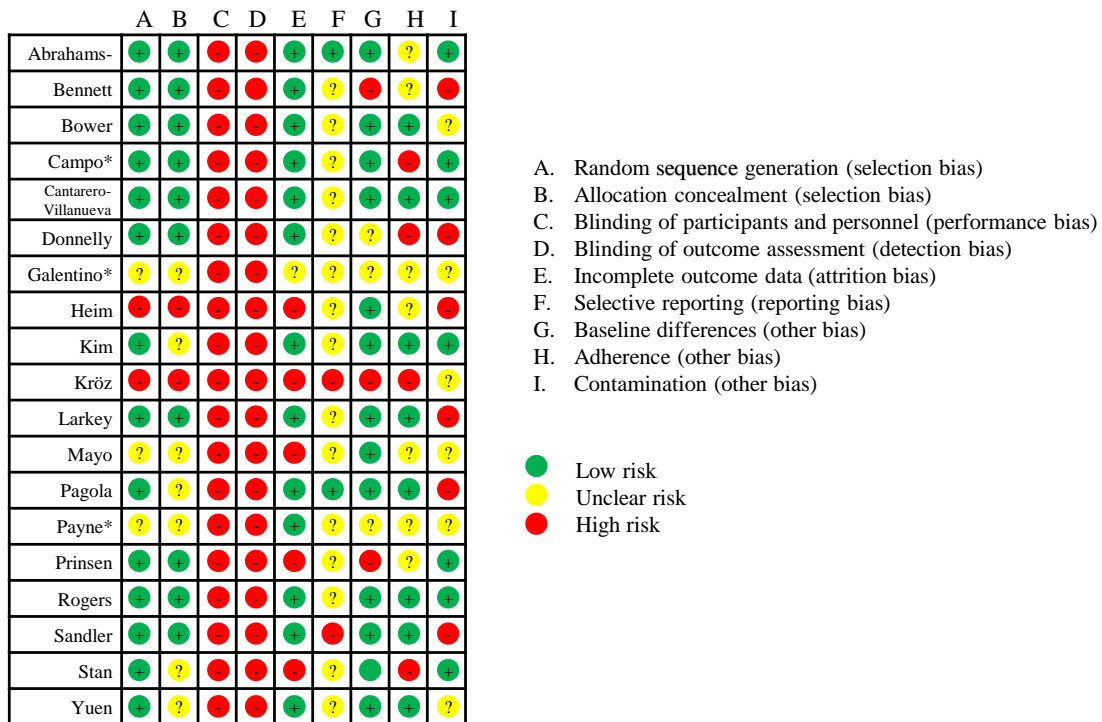 A B C D E F G H I
Abrahams- + + - - + + + ? +
Bennett + + - + ? - ? -
Bower + + - - + ? + + ?
Campo* + + - - + ? + - +
Cantarero-
Villanueva + + - - + ? + + +
Donnelly + + - - + ? ? - -
Galentino* ? ? - - ? ? ? ? ?
Heim - - - - - ? + ? -
Kim + ? - - + ? + + +
Kröz - - - - - - - - ?
Larkey + + - - + ? + + -
Mayo ? ? - - - ? + ? ?
Pagola + ? - - + + + + -
Payne* ? ? - - + ? ? ? ?
Prinsen + + - - - ? - ? +
Rogers + + - - + ? + + +
Sandler + + - - + - + + -
Stan + ? - - - ? - +
Yuen + ? - - + ? + + ?
A. Random sequence generation (selection bias)
B. Allocation concealment (selection bias)
C. Blinding of participants and personnel (performance bias)
D. Blinding of outcome assessment (detection bias)
E. Incomplete outcome data (attrition bias)
F. Selective reporting (reporting bias)
G. Baseline differences (other bias)
H. Adherence (other bias)
I. Contamination (other bias)
Low risk
Unclear risk
High risk